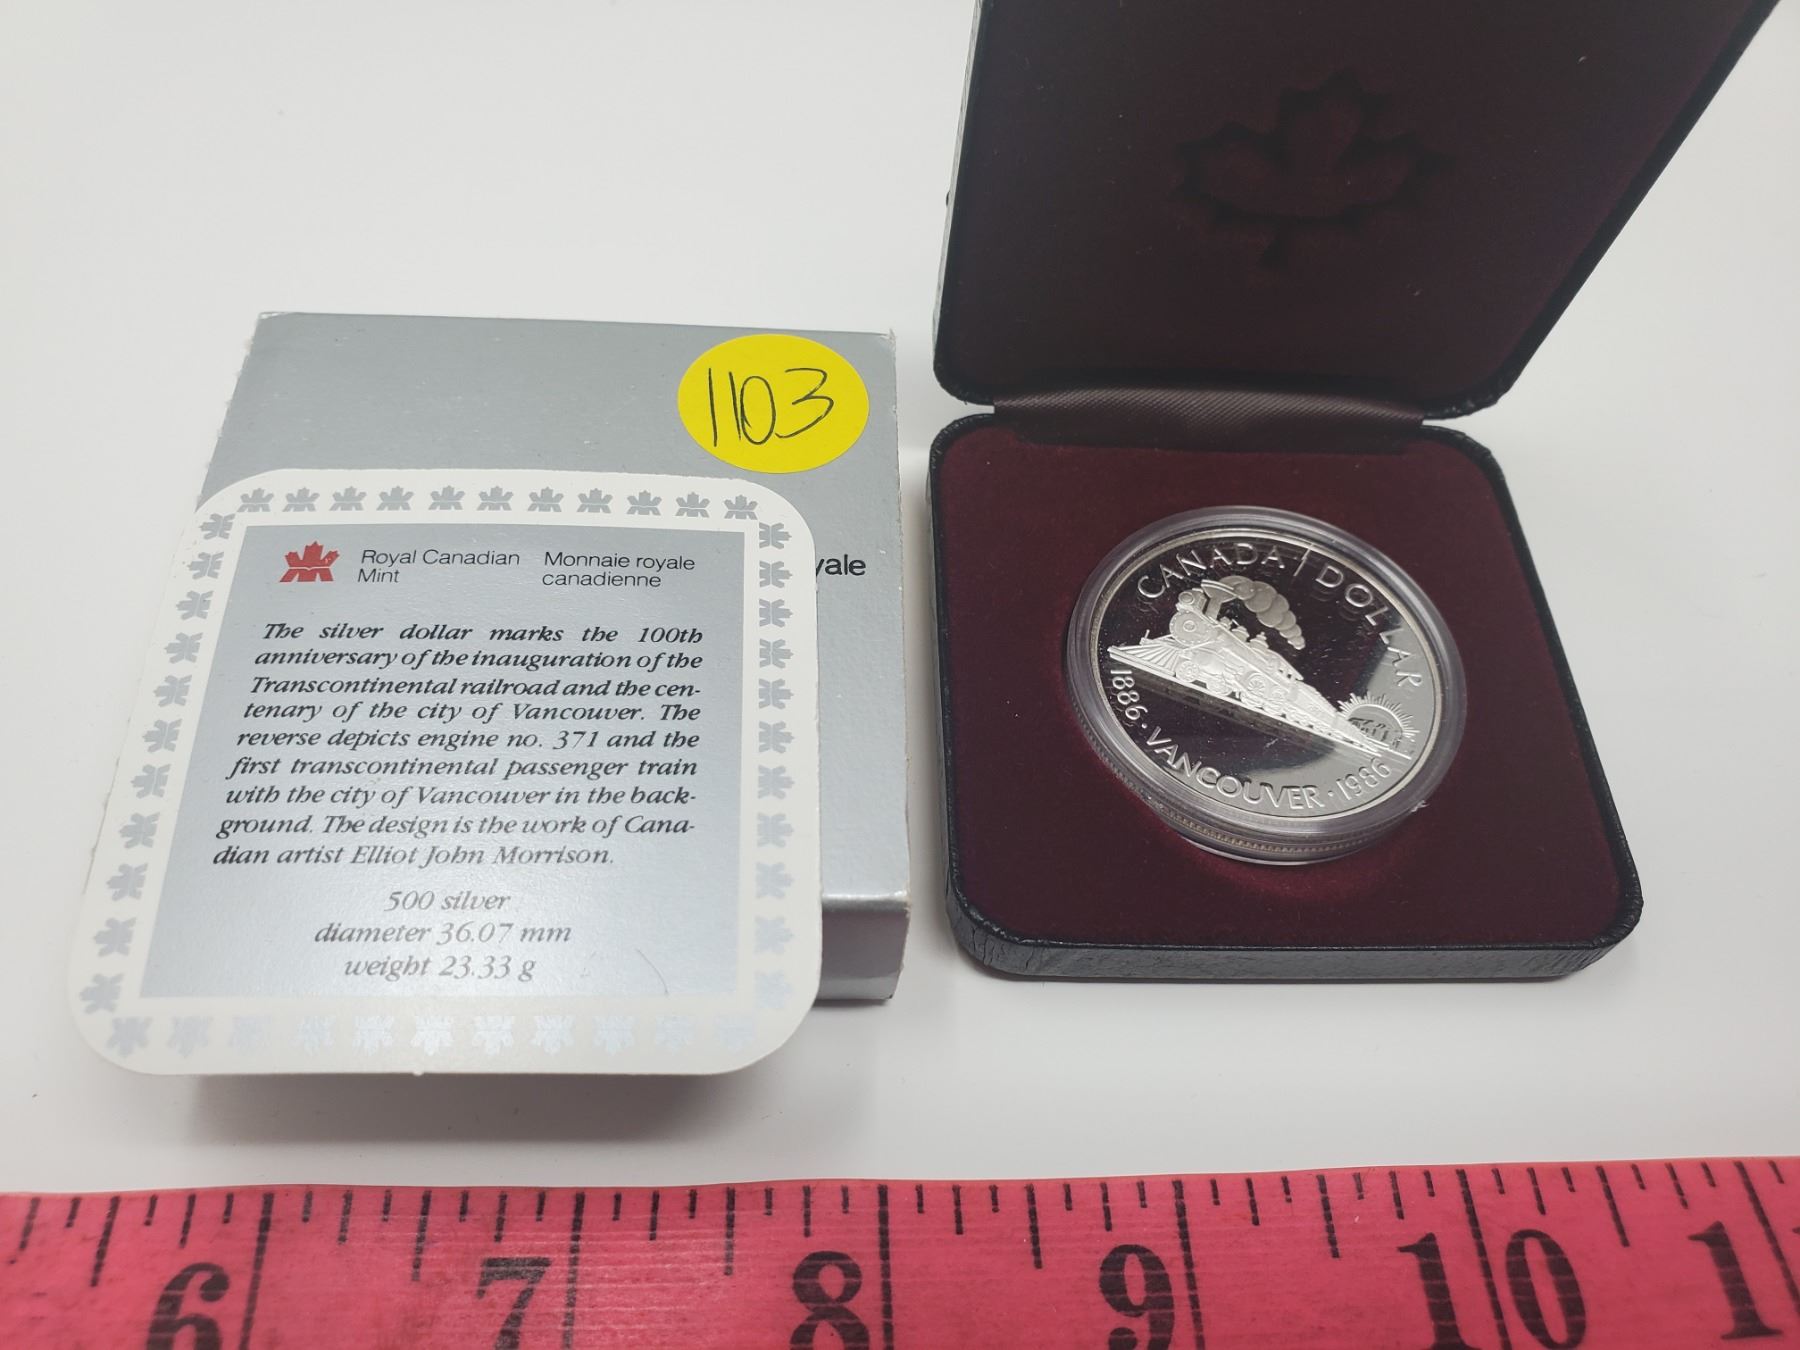 1103
yale
Royal Canadian Mint
Monnaie royale canadienne
The silver dollar marks the 100th
anniversary of the inauguration of the
Transcontinental railroad and the cen-
tenary of the city of Vancouver. The
reverse depicts engine no. 371 and the
first transcontinental passenger train
with the city of Vancouver in the back-
ground. The design is the work of Cana-
dian artist Elliot John Morrison.
500 silver
diameter 36.07 mm
weight 23.33 g
CANADA DOLLAR
1886 · VANCOUVER · 1986
6 7 8 9 10 1